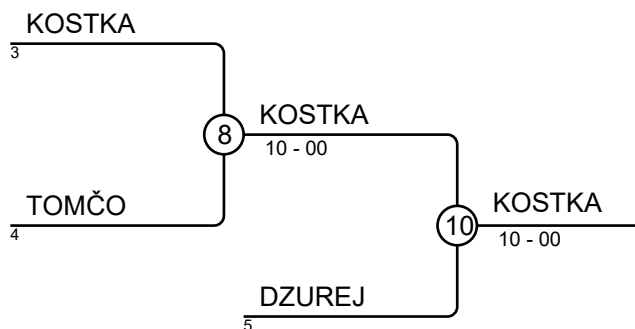 KOSTKA
3
8
KOSTKA
10 - 00
TOMČO
4
10
KOSTKA
10 - 00
DZUREJ
5